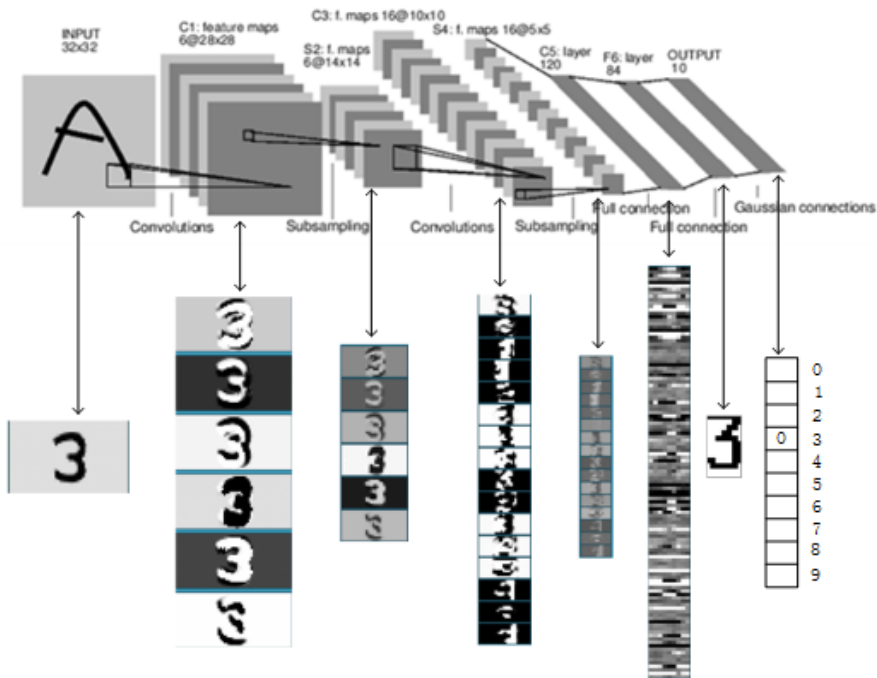 INPUT
32x32
C1: feature maps
6@28x28
S2: f. maps
6@14x14
C3: f. maps 16@10x10
S4: f. maps 16@5x5
C5: layer
120
F6: layer
84
OUTPUT
10
A
Convolutions
Subsampling
Convolutions
Subsampling
Full connection
Full connection
Gaussian connections
3
3
0
0
1
2
3
4
5
6
7
8
9